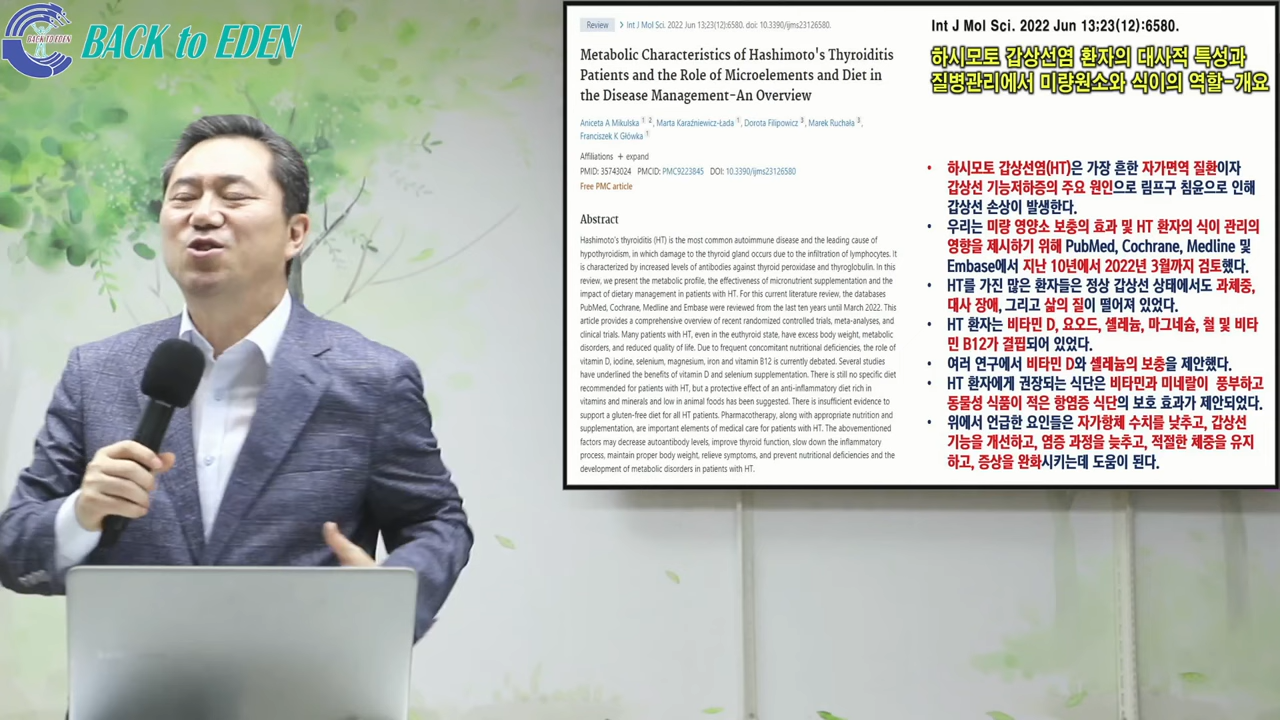 BACKTOEDEN
BACK to EDEN
Review
> Int J Mol Sci. 2022 Jun 13;23(12):6580. doi: 10.3390/ijms23126580.
Metabolic Characteristics of Hashimoto's Thyroiditis
Patients and the Role of Microelements and Diet in
the Disease Management-An Overview
Aniceta A Mikulska 1 2, Marta Karaźniewicz-Łada 1, Dorota Filipowicz 3, Marek Ruchała 3,
Franciszek K Główka 1
Affiliations + expand
PMID: 35743024 PMCID: PMC9223845 DOI: 10.3390/ijms23126580
Free PMC article
Abstract
Hashimoto's thyroiditis (HT) is the most common autoimmune disease and the leading cause of
hypothyroidism, in which damage to the thyroid gland occurs due to the infiltration of lymphocytes. It
is characterized by increased levels of antibodies against thyroid peroxidase and thyroglobulin. In this
review, we present the metabolic profile, the effectiveness of micronutrient supplementation and the
impact of dietary management in patients with HT. For this current literature review, the databases
PubMed, Cochrane, Medline and Embase were reviewed from the last ten years until March 2022. This
article provides a comprehensive overview of recent randomized controlled trials, meta-analyses, and
clinical trials. Many patients with HT, even in the euthyroid state, have excess body weight, metabolic
disorders, and reduced quality of life. Due to frequent concomitant nutritional deficiencies, the role of
vitamin D, iodine, selenium, magnesium, iron and vitamin B12 is currently debated. Several studies
have underlined the benefits of vitamin D and selenium supplementation. There is still no specific diet
recommended for patients with HT, but a protective effect of an anti-inflammatory diet rich in
vitamins and minerals and low in animal foods has been suggested. There is insufficient evidence to
support a gluten-free diet for all HT patients. Pharmacotherapy, along with appropriate nutrition and
supplementation, are important elements of medical care for patients with HT. The abovementioned
factors may decrease autoantibody levels, improve thyroid function, slow down the inflammatory
process, maintain proper body weight, relieve symptoms, and prevent nutritional deficiencies and the
development of metabolic disorders in patients with HT.
Int J Mol Sci. 2022 Jun 13;23(12):6580.
하시모토 갑상선염 환자의 대사적 특성과
질병관리에서 미량원소와 식이의 역할-개요
• 하시모토 갑상선염(HT)은 가장 흔한 자가면역 질환이자
갑상선 기능저하증의 주요 원인으로 림프구 침윤으로 인해
갑상선 손상이 발생한다.
• 우리는 미량 영양소 보충의 효과 및 HT 환자의 식이 관리의
영향을 제시하기 위해 PubMed, Cochrane, Medline 및
Embase에서 지난 10년에서 2022년 3월까지 검토했다.
• HT를 가진 많은 환자들은 정상 갑상선 상태에서도 과체중,
대사 장애, 그리고 삶의 질이 떨어져 있었다.
• HT 환자는 비타민 D, 요오드, 셀레늄, 마그네슘, 철 및 비타
민 B12가 결핍되어 있었다.
• 여러 연구에서 비타민 D와 셀레늄의 보충을 제안했다.
• HT 환자에게 권장되는 식단은 비타민과 미네랄이 풍부하고
동물성 식품이 적은 항염증 식단의 보호 효과가 제안되었다.
• 위에서 언급한 요인들은 자가항체 수치를 낮추고, 갑상선
기능을 개선하고, 염증 과정을 늦추고, 적절한 체중을 유지
하고, 증상을 완화시키는데 도움이 된다.